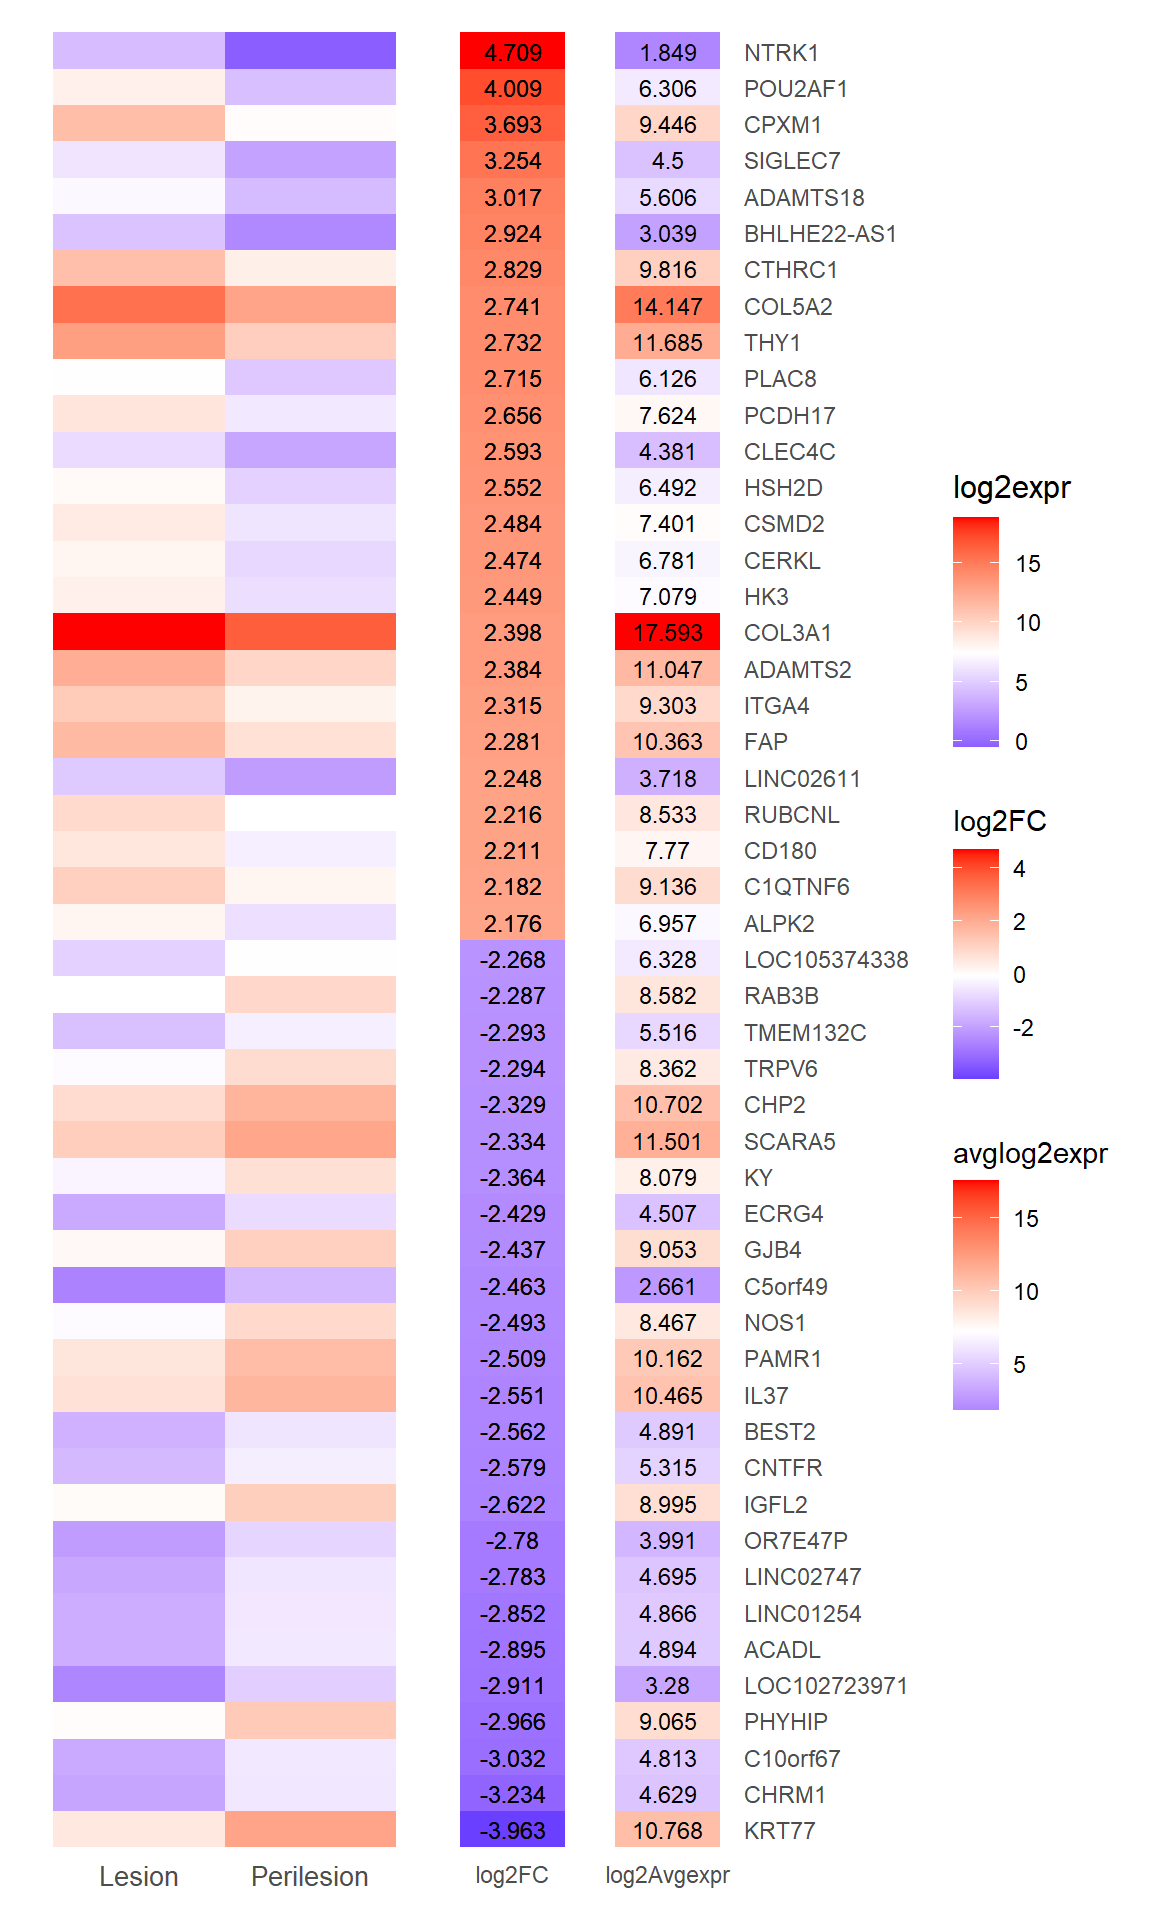 4.709 1.849 NTRK1
4.009 6.306 POU2AF1
3.693 9.446 CPXM1
3.254 4.5 SIGLEC7
3.017 5.606 ADAMTS18
2.924 3.039 BHLHE22-AS1
2.829 9.816 CTHRC1
2.741 14.147 COL5A2
2.732 11.685 THY1
2.715 6.126 PLAC8
2.656 7.624 PCDH17
2.593 4.381 CLEC4C
2.552 6.492 HSH2D
2.484 7.401 CSMD2
2.474 6.781 CERKL
2.449 7.079 HK3
2.398 17.593 COL3A1
2.384 11.047 ADAMTS2
2.315 9.303 ITGA4
2.281 10.363 FAP
2.248 3.718 LINC02611
2.216 8.533 RUBCNL
2.211 7.77 CD180
2.182 9.136 C1QTNF6
2.176 6.957 ALPK2
-2.268 6.328 LOC105374338
-2.287 8.582 RAB3B
-2.293 5.516 TMEM132C
-2.294 8.362 TRPV6
-2.329 10.702 CHP2
-2.334 11.501 SCARA5
-2.364 8.079 KY
-2.429 4.507 ECRG4
-2.437 9.053 GJB4
-2.463 2.661 C5orf49
-2.493 8.467 NOS1
-2.509 10.162 PAMR1
-2.551 10.465 IL37
-2.562 4.891 BEST2
-2.579 5.315 CNTFR
-2.622 8.995 IGFL2
-2.78 3.991 OR7E47P
-2.783 4.695 LINC02747
-2.852 4.866 LINC01254
-2.895 4.894 ACADL
-2.911 3.28 LOC102723971
-2.966 9.065 PHYHIP
-3.032 4.813 C10orf67
-3.234 4.629 CHRM1
-3.963 10.768 KRT77
Lesion Perilesion log2FC log2Avgexpr
log2expr
15
10
5
0
log2FC
4
2
0
-2
avglog2expr
15
10
5